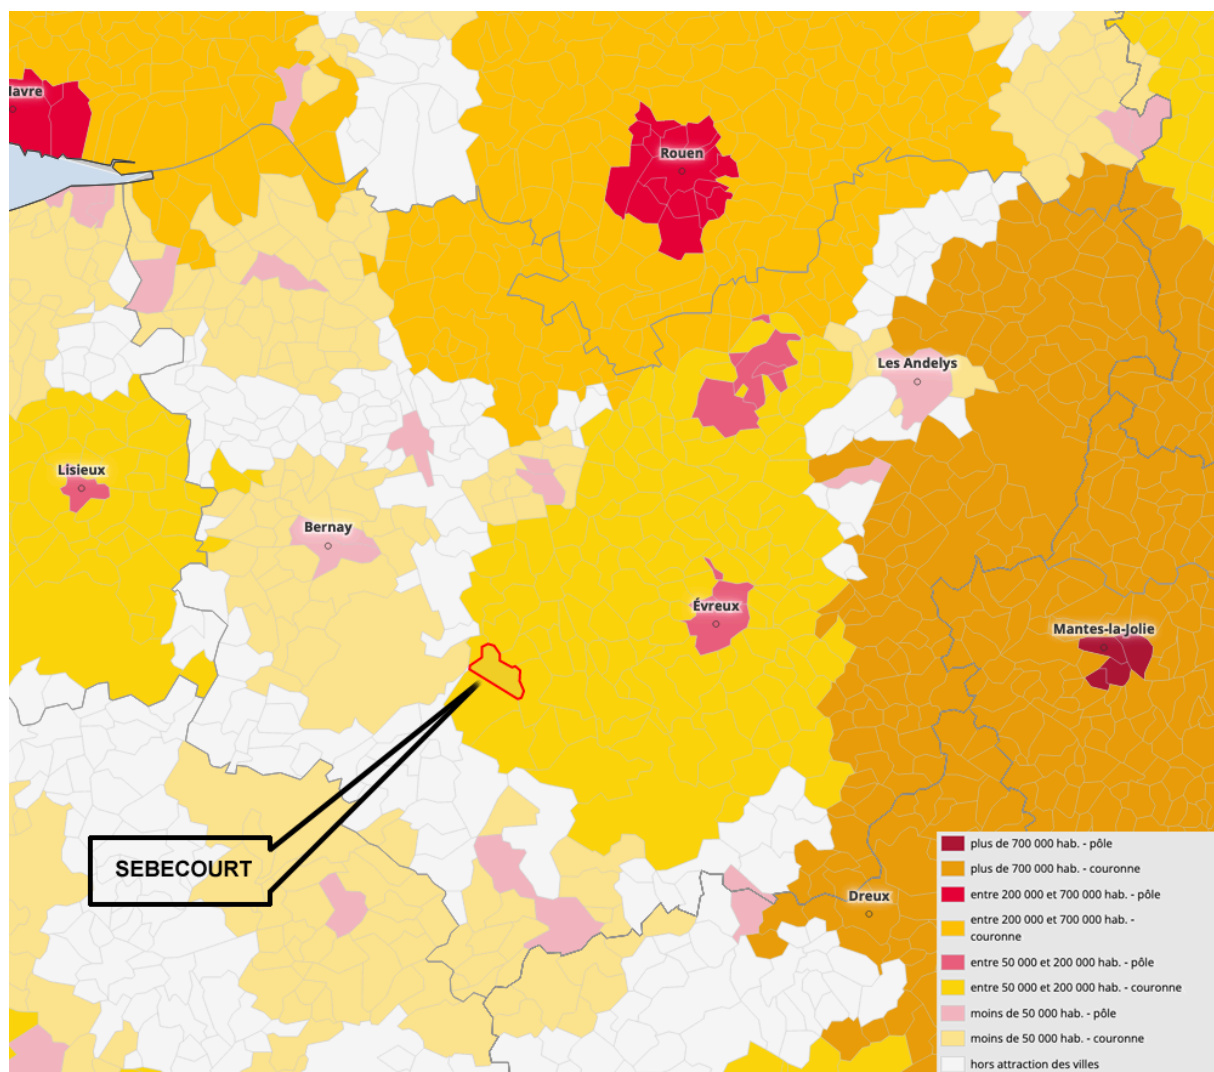 Havre
Rouen
Les Andelys
Lisieux
Bernay
Évreux
Mantes-la-Jolie
SEBECOURT
Dreux
plus de 700 000 hab. - pôle
plus de 700 000 hab. - couronne
entre 200 000 et 700 000 hab. - pôle
entre 200 000 et 700 000 hab. -
couronne
entre 50 000 et 200 000 hab. - pôle
entre 50 000 et 200 000 hab. - couronne
moins de 50 000 hab. - pôle
moins de 50 000 hab. - couronne
hors attraction des villes